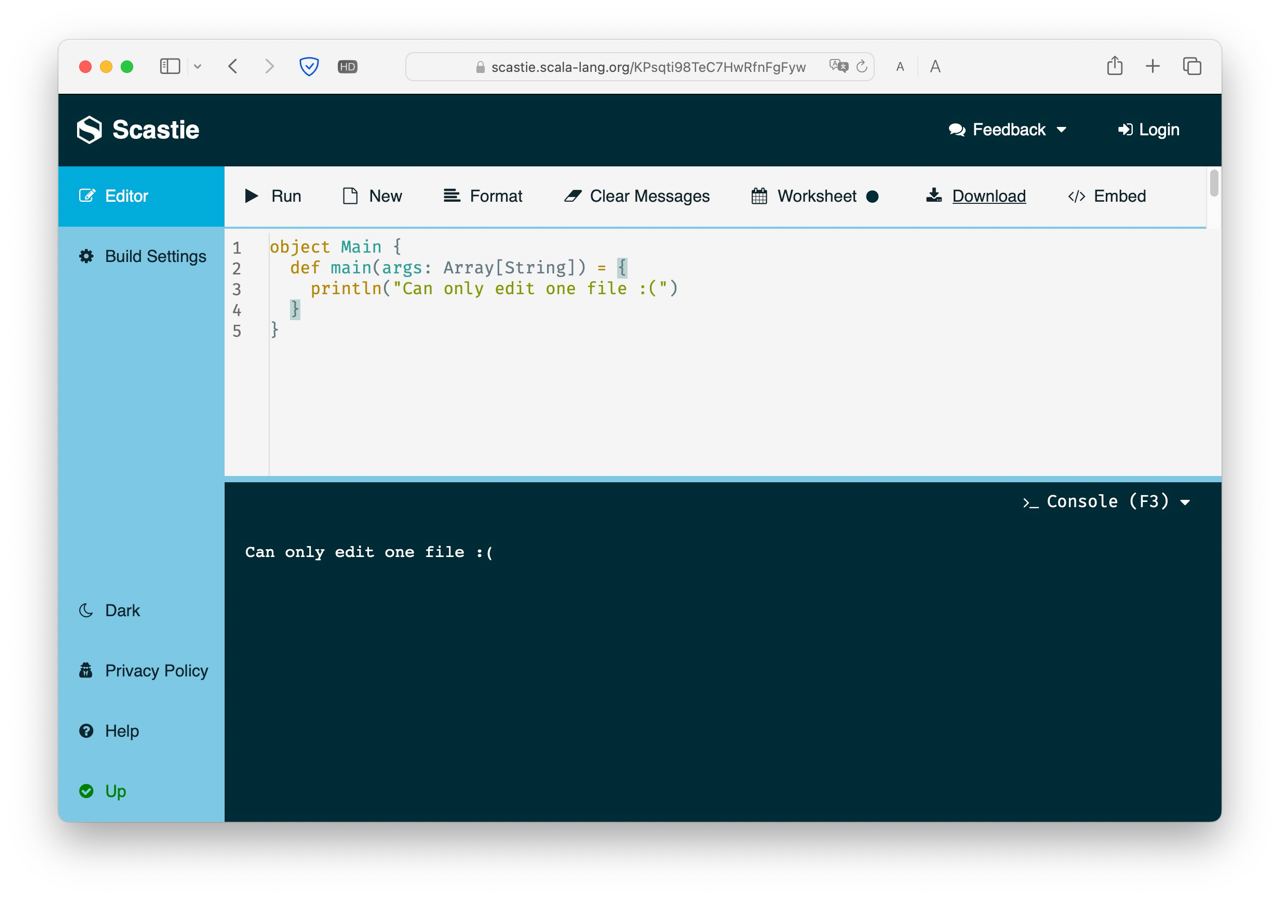 HD
scastie.scala-lang.org/KPsqti98TeC7HwRfnFgFyw
A A
Scastie
Feedback
Login
Editor
Run
New
Format
Clear Messages
Worksheet
Download
</> Embed
Build Settings
1 object Main {
2   def main(args: Array[String]) = {
3     println("Can only edit one file :(")
4   }
5 }
>_ Console (F3)
Can only edit one file :(
Dark
Privacy Policy
Help
Up